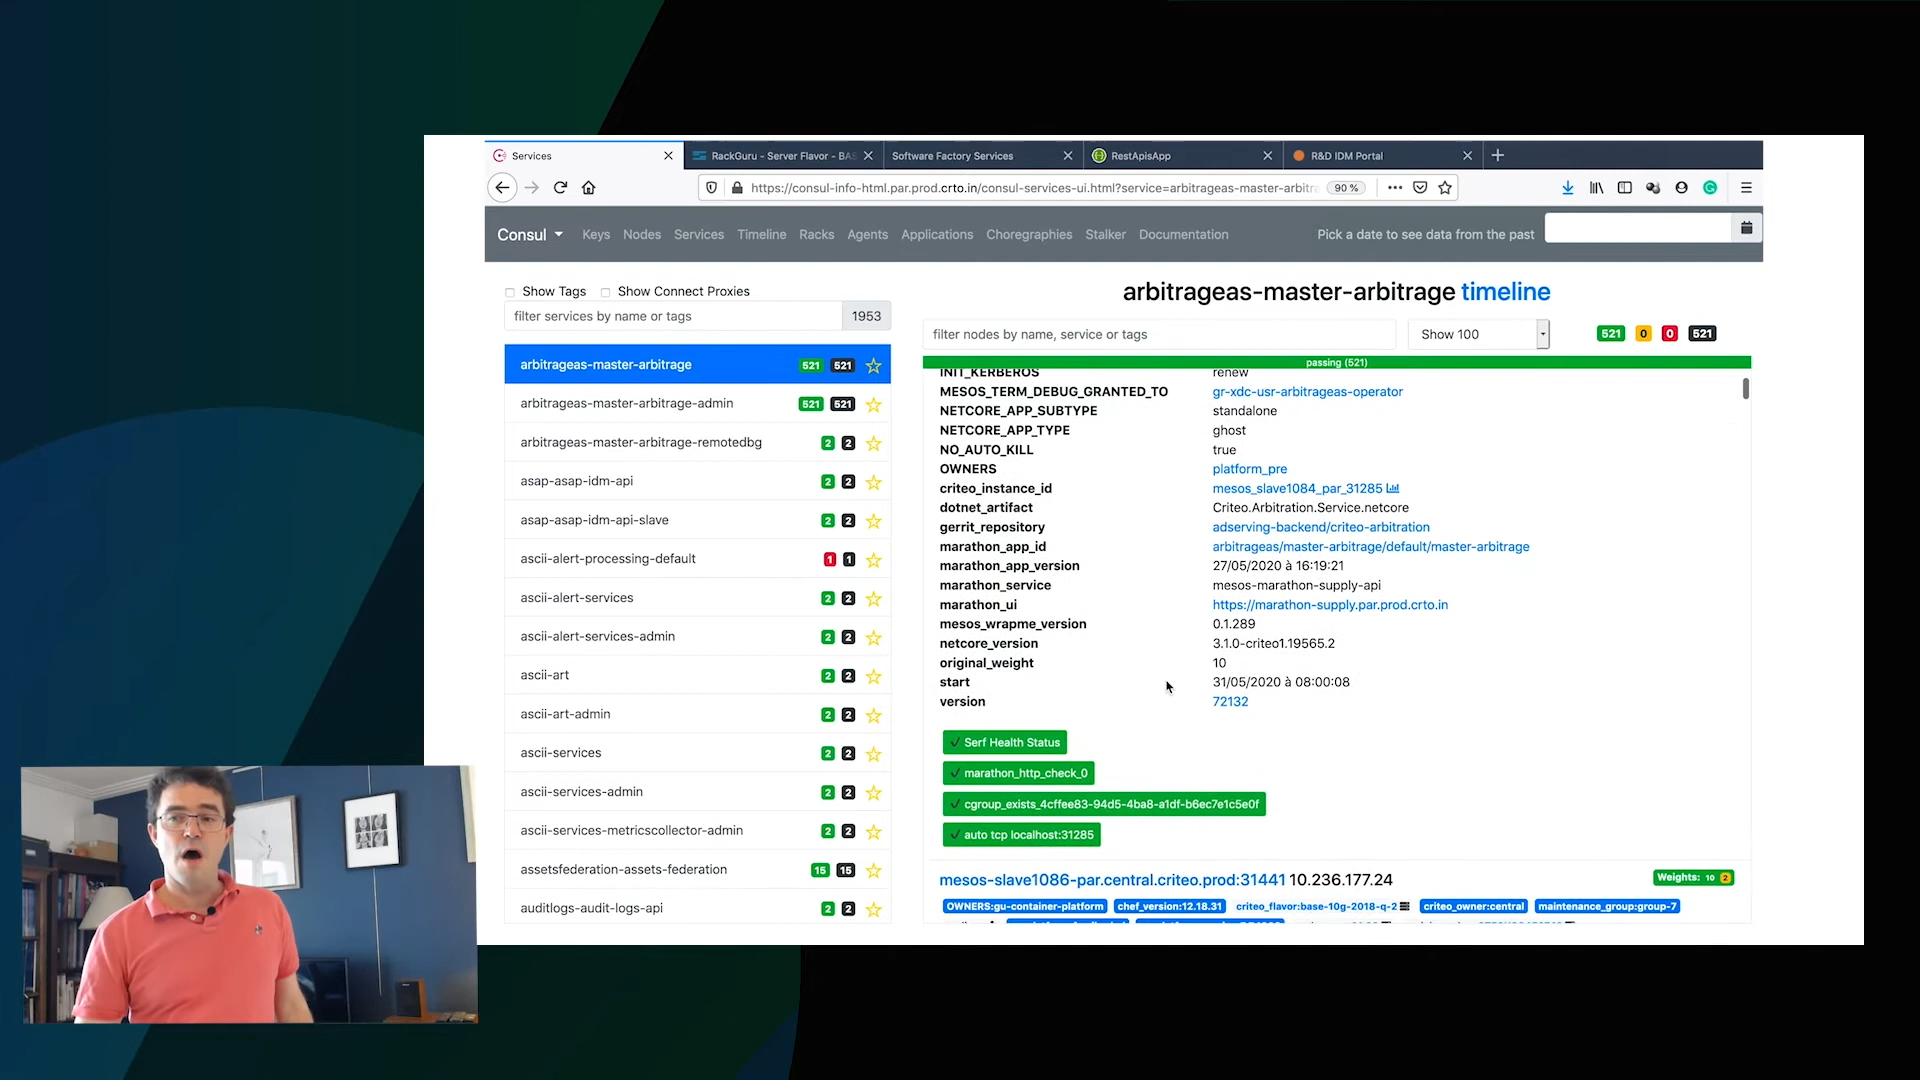 Services
RackGuru - Server Flavor - BAS
Software Factory Services
RestApisApp
R&D IDM Portal
https://consul-info-html.par.prod.crto.in/consul-services-ui.html?service=arbitrageas-master-arbitra
90 %
Consul Keys Nodes Services Timeline Racks Agents Applications Choregraphies Stalker Documentation
Pick a date to see data from the past
Show Tags Show Connect Proxies
filter services by name or tags 1953
arbitrageas-master-arbitrage 521 521
arbitrageas-master-arbitrage-admin 521 521
arbitrageas-master-arbitrage-remotedbg 2 2
asap-asap-idm-api 2 2
asap-asap-idm-api-slave 2 2
ascii-alert-processing-default 1 1
ascii-alert-services 2 2
ascii-alert-services-admin 2 2
ascii-art 2 2
ascii-art-admin 2 2
ascii-services 2 2
ascii-services-admin 2 2
ascii-services-metricscollector-admin 2 2
assetsfederation-assets-federation 15 15
auditlogs-audit-logs-api 2 2
arbitrageas-master-arbitrage timeline
filter nodes by name, service or tags Show 100 521 0 0 521
passing (521)
INIT_KERBEROS renew
MESOS_TERM_DEBUG_GRANTED_TO gr-xdc-usr-arbitrageas-operator
NETCORE_APP_SUBTYPE standalone
NETCORE_APP_TYPE ghost
NO_AUTO_KILL true
OWNERS platform_pre
criteo_instance_id mesos_slave1084_par_31285
dotnet_artifact Criteo.Arbitration.Service.netcore
gerrit_repository adserving-backend/criteo-arbitration
marathon_app_id arbitrageas/master-arbitrage/default/master-arbitrage
marathon_app_version 27/05/2020 à 16:19:21
marathon_service mesos-marathon-supply-api
marathon_ui https://marathon-supply.par.prod.crto.in
mesos_wrapme_version 0.1.289
netcore_version 3.1.0-criteo1.19565.2
original_weight 10
start 31/05/2020 à 08:00:08
version 72132
Serf Health Status
marathon_http_check_0
cgroup_exists_4cffee83-94d5-4ba8-a1df-b6ec7e1c5e0f
auto tcp localhost:31285
mesos-slave1086-par.central.criteo.prod:31441 10.236.177.24 Weights: 10 2
OWNERS:gu-container-platform chef_version:12.18.31 criteo_flavor:base-10g-2018-q-2 criteo_owner:central maintenance_group:group-7